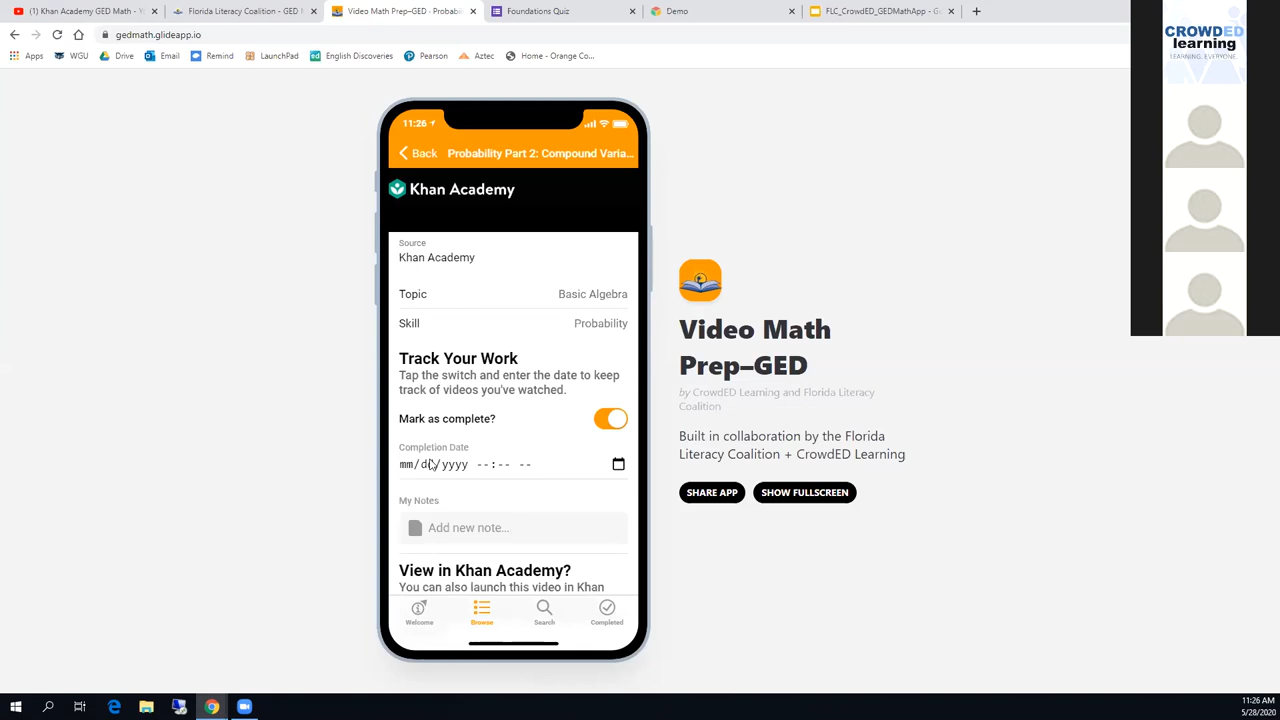 (1) Khan Academy GED Math -
Florida Literacy Coalition - GED
Video Math Prep–GED - Probabi
Foundations Quiz
Demo
FLC_CrowdED_GEDMathApp - G
gedmath.glideapp.io
Apps
WGU
Drive
Email
Remind
LaunchPad
English Discoveries
Pearson
Aztec
Home - Orange Co...
CROWDED
learning
LEARNING. EVERYONE.
11:26
Back
Probability Part 2: Compound Varia...
Khan Academy
Source
Khan Academy
Topic
Basic Algebra
Skill
Probability
Track Your Work
Tap the switch and enter the date to keep
track of videos you've watched.
Mark as complete?
Completion Date
mm/dd/yyyy --:-- --
My Notes
Add new note...
View in Khan Academy?
You can also launch this video in Khan
Welcome
Browse
Search
Completed
Video Math
Prep–GED
by CrowdED Learning and Florida Literacy
Coalition
Built in collaboration by the Florida
Literacy Coalition + CrowdED Learning
SHARE APP
SHOW FULLSCREEN
11:26 AM
5/28/2020